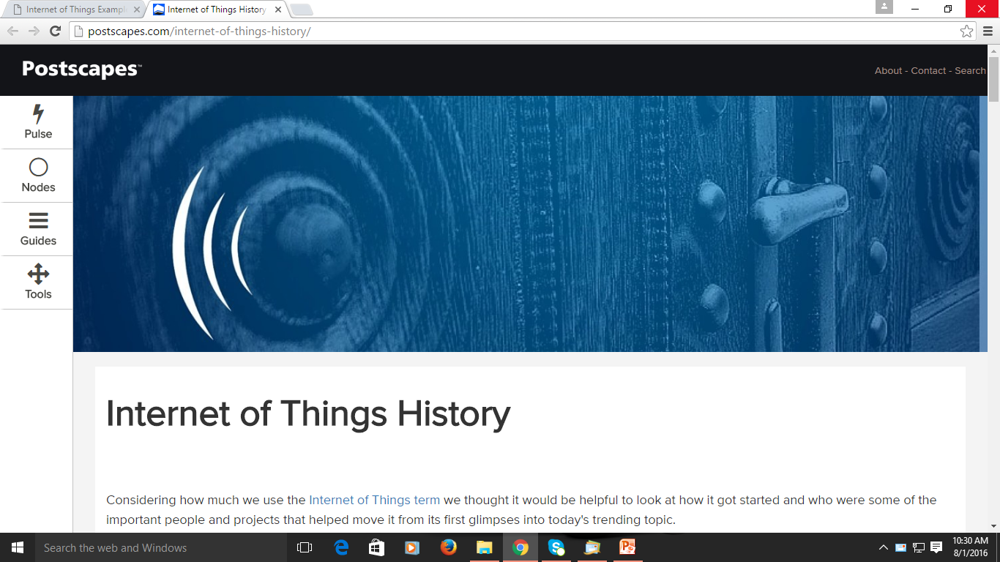 Internet of Things Exampl
Internet of Things History
postscapes.com/internet-of-things-history/
Postscapes™
About - Contact - Search
Pulse
Nodes
Guides
Tools
Internet of Things History
Considering how much we use the Internet of Things term we thought it would be helpful to look at how it got started and who were some of the
important people and projects that helped move it from its first glimpses into today's trending topic.
Search the web and Windows
10:30 AM
8/1/2016